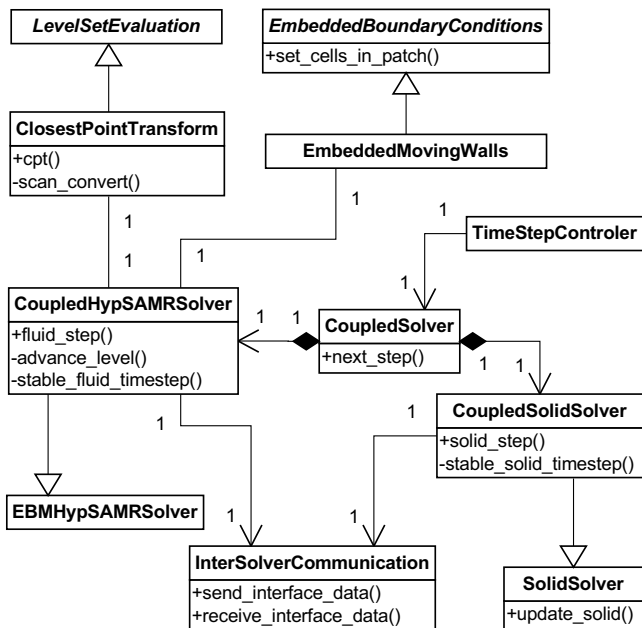 LevelSetEvaluation
EmbeddedBoundaryConditions
+set_cells_in_patch()
ClosestPointTransform
+cpt()
-scan_convert()
EmbeddedMovingWalls
1
1
1
1
1
TimeStepControler
1
CoupledHypSAMRSolver
+fluid_step()
-advance_level()
-stable_fluid_timestep()
1
1
CoupledSolver
+next_step()
1
1
CoupledSolidSolver
+solid_step()
-stable_solid_timestep()
1
1
EBMHypSAMRSolver
1
1
InterSolverCommunication
+send_interface_data()
+receive_interface_data()
SolidSolver
+update_solid()